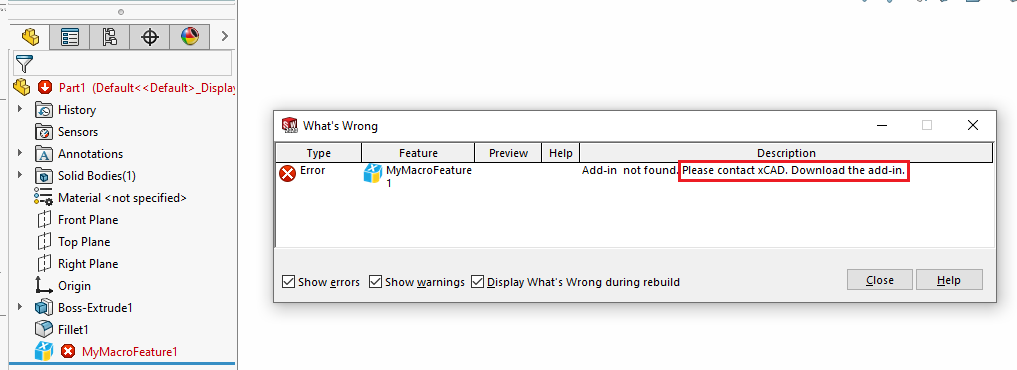 Part1 (Default<<Default>_Display
History
Sensors
Annotations
Solid Bodies(1)
Material <not specified>
Front Plane
Top Plane
Right Plane
Origin
Boss-Extrude1
Fillet1
MyMacroFeature1
What's Wrong
Type Feature Preview Help Description
Error MyMacroFeature Add-in not found. Please contact xCAD. Download the add-in.
1
Show errors Show warnings Display What's Wrong during rebuild Close Help